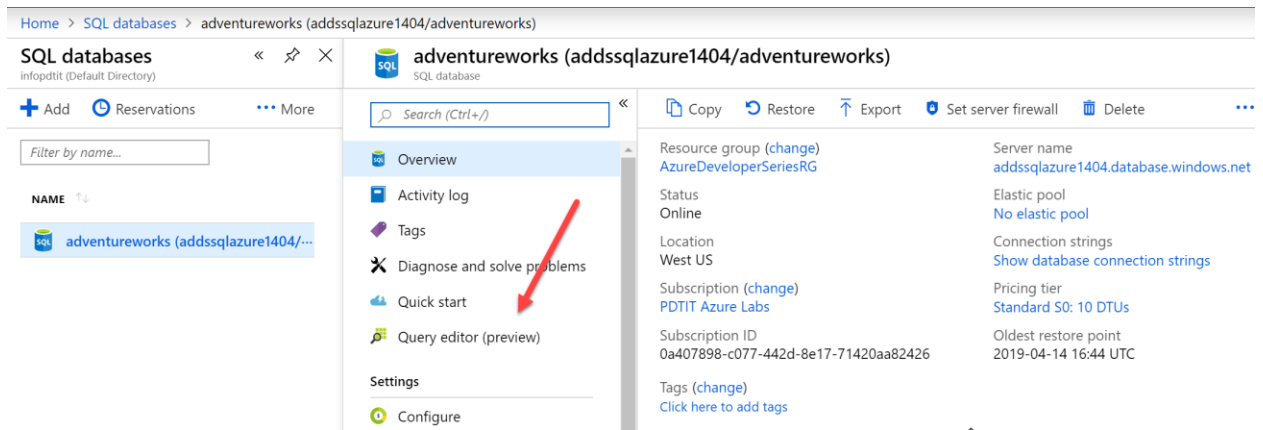 Home > SQL databases > adventureworks (addssqlazure1404/adventureworks)
SQL databases
infopdtit (Default Directory)
Add Reservations More
Filter by name...
NAME
adventureworks (addssqlazure1404/...
adventureworks (addssqlazure1404/adventureworks)
SQL database
Search (Ctrl+/)
Overview
Activity log
Tags
Diagnose and solve problems
Quick start
Query editor (preview)
Settings
Configure
Copy Restore Export Set server firewall Delete
Resource group (change)
AzureDeveloperSeriesRG
Status
Online
Location
West US
Subscription (change)
PDTIT Azure Labs
Subscription ID
0a407898-c077-442d-8e17-71420aa82426
Tags (change)
Click here to add tags
Server name
addssqlazure1404.database.windows.net
Elastic pool
No elastic pool
Connection strings
Show database connection strings
Pricing tier
Standard S0: 10 DTUs
Oldest restore point
2019-04-14 16:44 UTC